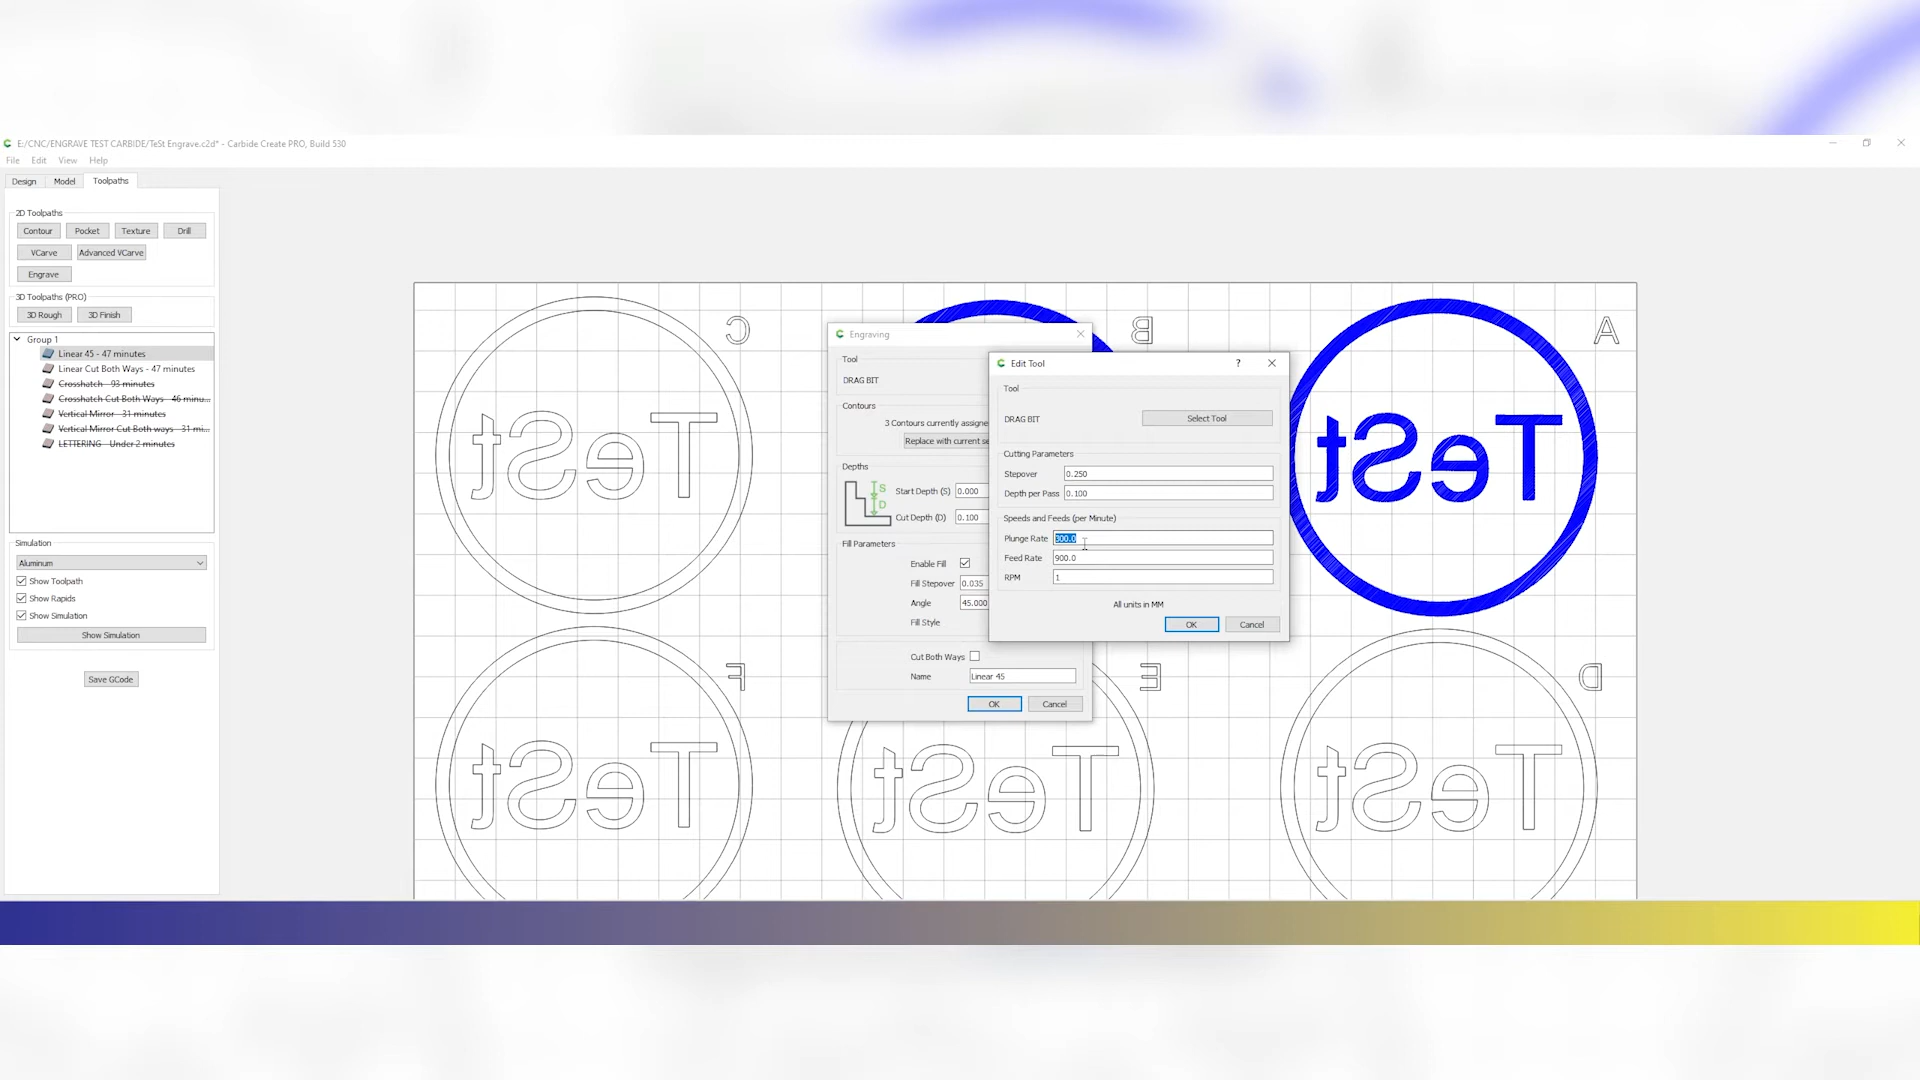 E:/CNC/ENGRAVE TEST CARBIDE/TeSt Engrave.c2d* - Carbide Create PRO, Build 530
File Edit View Help
Design Model Toolpaths
2D Toolpaths
Contour Pocket Texture Drill
VCarve Advanced VCarve
Engrave
3D Toolpaths (PRO)
3D Rough 3D Finish
Group 1
Linear 45 - 47 minutes
Linear Cut Both Ways - 47 minutes
Crosshatch - 93 minutes
Crosshatch Cut Both Ways - 46 minu...
Vertical Mirror - 31 minutes
Vertical Mirror Cut Both ways - 31 mi...
LETTERING - Under 2 minutes
Simulation
Aluminum
Show Toolpath
Show Rapids
Show Simulation
Show Simulation
Save GCode
C B A
TeSt TeSt
F E D
TeSt TeSt TeSt
Engraving
Tool
DRAG BIT
Contours
3 Contours currently assigne
Replace with current se
Depths
S
D
Start Depth (S) 0.000
Cut Depth (D) 0.100
Fill Parameters
Enable Fill
Fill Stepover 0.035
Angle 45.000
Fill Style
Cut Both Ways
Name Linear 45
OK Cancel
Edit Tool ?
Tool
DRAG BIT Select Tool
Cutting Parameters
Stepover 0.250
Depth per Pass 0.100
Speeds and Feeds (per Minute)
Plunge Rate 300.0
Feed Rate 900.0
RPM 1
All units in MM
OK Cancel